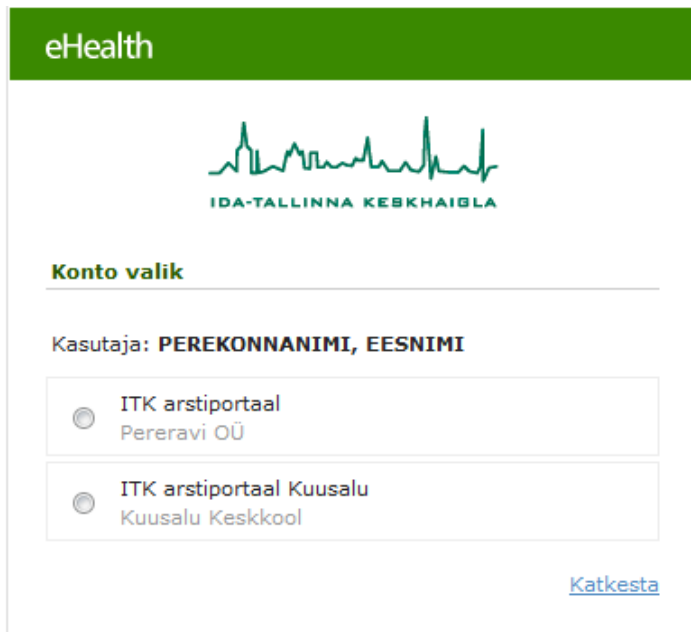 eHealth
IDA-TALLINNA KESKHAIGLA
Konto valik
Kasutaja: PEREKONNANIMI, EESNIMI
ITK arstiportaal
Pereravi OÜ
ITK arstiportaal Kuusalu
Kuusalu Keskkool
Katkesta